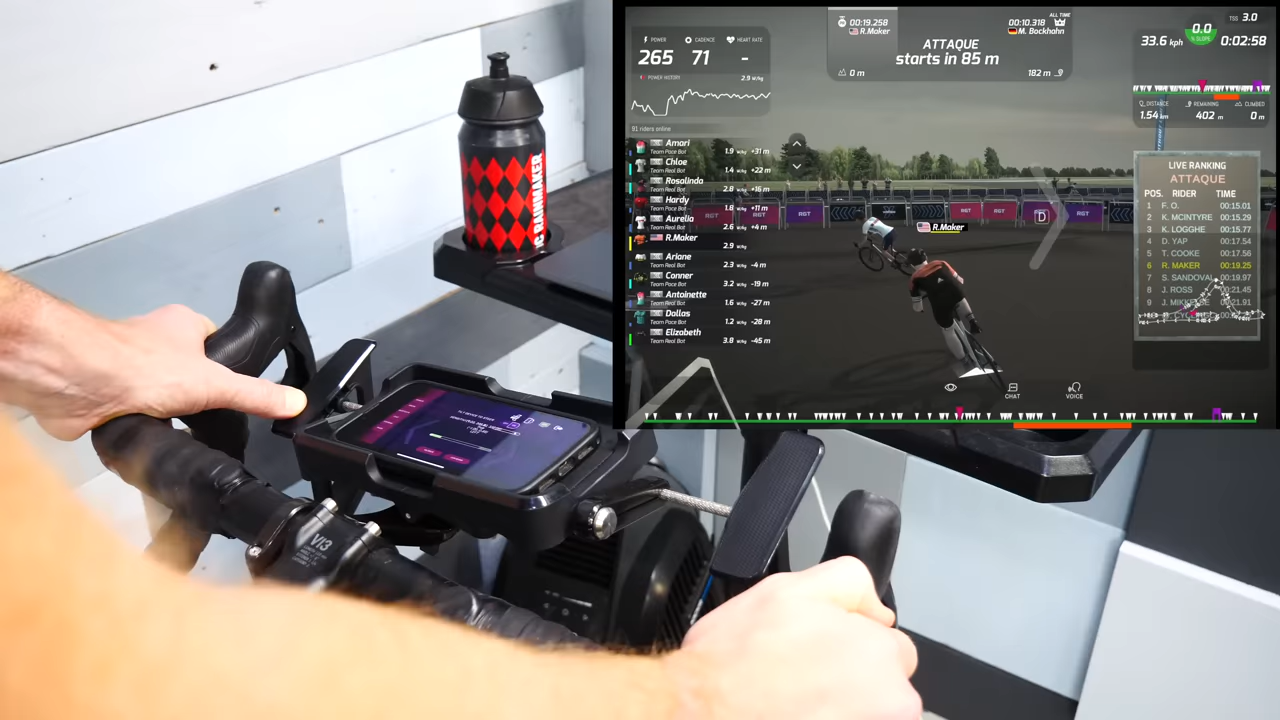 POWER
CADENCE
HEART RATE
265
71
-
POWER HISTORY
2.9 W/kg
91 riders online
Amari
Team Pace Bot
1.9 W/kg +31 m
Chloe
Team Real Bot
1.4 W/kg +22 m
Rosalinda
Team Real Bot
2.8 W/kg +16 m
Hardy
Team Pace Bot
1.8 W/kg +11 m
Aurelia
Team Real Bot
2.6 W/kg +4 m
R.Maker
2.9 W/kg
Ariane
Team Real Bot
2.3 W/kg -4 m
Conner
Team Pace Bot
3.2 W/kg -19 m
Antoinette
Team Real Bot
1.6 W/kg -27 m
Dallas
Team Pace Bot
1.2 W/kg -28 m
Elizabeth
Team Real Bot
3.8 W/kg -45 m
00:19.258
R.Maker
ALL TIME
00:10.318
M. Bockhahn
ATTAQUE
starts in 85 m
0 m
182 m
TSS 3.0
33.6 kph
0.0
% SLOPE
0:02:58
DISTANCE
REMAINING
CLIMBED
1.54 km
402 m
0 m
LIVE RANKING
ATTAQUE
POS. RIDER TIME
1 F. O. 00:15.01
2 K. MCINTYRE 00:15.29
3 K. LOGGHE 00:15.77
4 D. YAP 00:17.54
5 T. COOKE 00:17.56
6 R. MAKER 00:19.25
7 S. SANDOVAL 00:19.97
8 J. ROSS 00:21.45
RGT
RGT
RGT
RGT
D
RGT
R.Maker
CHAT
VOICE
C RAINMAKER
VI3